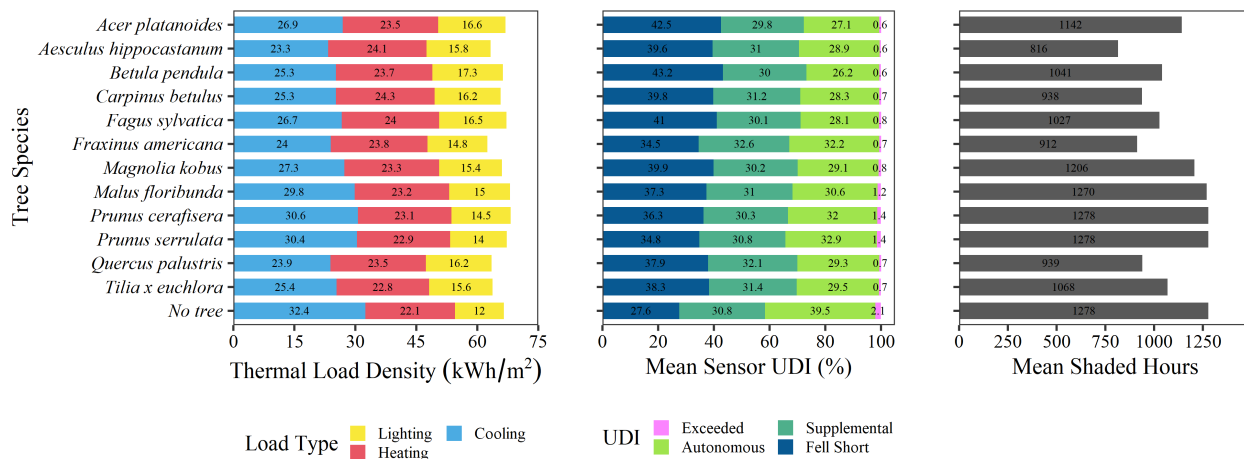 Tree Species
Acer platanoides 26.9 23.5 16.6 42.5 29.8 27.1 0.6 1142
Aesculus hippocastanum 23.3 24.1 15.8 39.6 31 28.9 0.6 816
Betula pendula 25.3 23.7 17.3 43.2 30 26.2 0.6 1041
Carpinus betulus 25.3 24.3 16.2 39.8 31.2 28.3 0.7 938
Fagus sylvatica 26.7 24 16.5 41 30.1 28.1 0.8 1027
Fraxinus americana 24 23.8 14.8 34.5 32.6 32.2 0.7 912
Magnolia kobus 27.3 23.3 15.4 39.9 30.2 29.1 0.8 1206
Malus floribunda 29.8 23.2 15 37.3 31 30.6 1.2 1270
Prunus cerafisera 30.6 23.1 14.5 36.3 30.3 32 1.4 1278
Prunus serrulata 30.4 22.9 14 34.8 30.8 32.9 1.4 1278
Quercus palustris 23.9 23.5 16.2 37.9 32.1 29.3 0.7 939
Tilia x euchlora 25.4 22.8 15.6 38.3 31.4 29.5 0.7 1068
No tree 32.4 22.1 12 27.6 30.8 39.5 2.1 1278
0 15 30 45 60 75 0 20 40 60 80 100 0 250 500 750 1000 1250
Thermal Load Density (kWh/m²) Mean Sensor UDI (%) Mean Shaded Hours
Load Type Lighting Cooling
Heating
UDI Exceeded Supplemental
Autonomous Fell Short